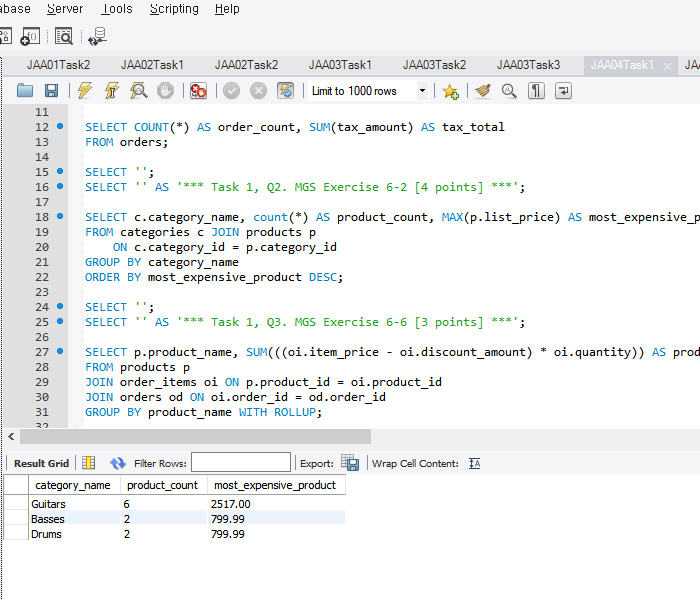 abase Server Tools Scripting Help
JAA01Task2 JAA02Task1 JAA02Task2 JAA03Task1 JAA03Task2 JAA03Task3 JAA04Task1 × JAA
Limit to 1000 rows
11
12 SELECT COUNT(*) AS order_count, SUM(tax_amount) AS tax_total
13 FROM orders;
14
15 SELECT '';
16 SELECT '' AS '*** Task 1, Q2. MGS Exercise 6-2 [4 points] ***';
17
18 SELECT c.category_name, count(*) AS product_count, MAX(p.list_price) AS most_expensive_p
19 FROM categories c JOIN products p
20 ON c.category_id = p.category_id
21 GROUP BY category_name
22 ORDER BY most_expensive_product DESC;
23
24 SELECT '';
25 SELECT '' AS '*** Task 1, Q3. MGS Exercise 6-6 [3 points] ***';
26
27 SELECT p.product_name, SUM(((oi.item_price - oi.discount_amount) * oi.quantity)) AS prod
28 FROM products p
29 JOIN order_items oi ON p.product_id = oi.product_id
30 JOIN orders od ON oi.order_id = od.order_id
31 GROUP BY product_name WITH ROLLUP;
32
Result Grid Filter Rows: Export: Wrap Cell Content:
category_name product_count most_expensive_product
Guitars 6 2517.00
Basses 2 799.99
Drums 2 799.99